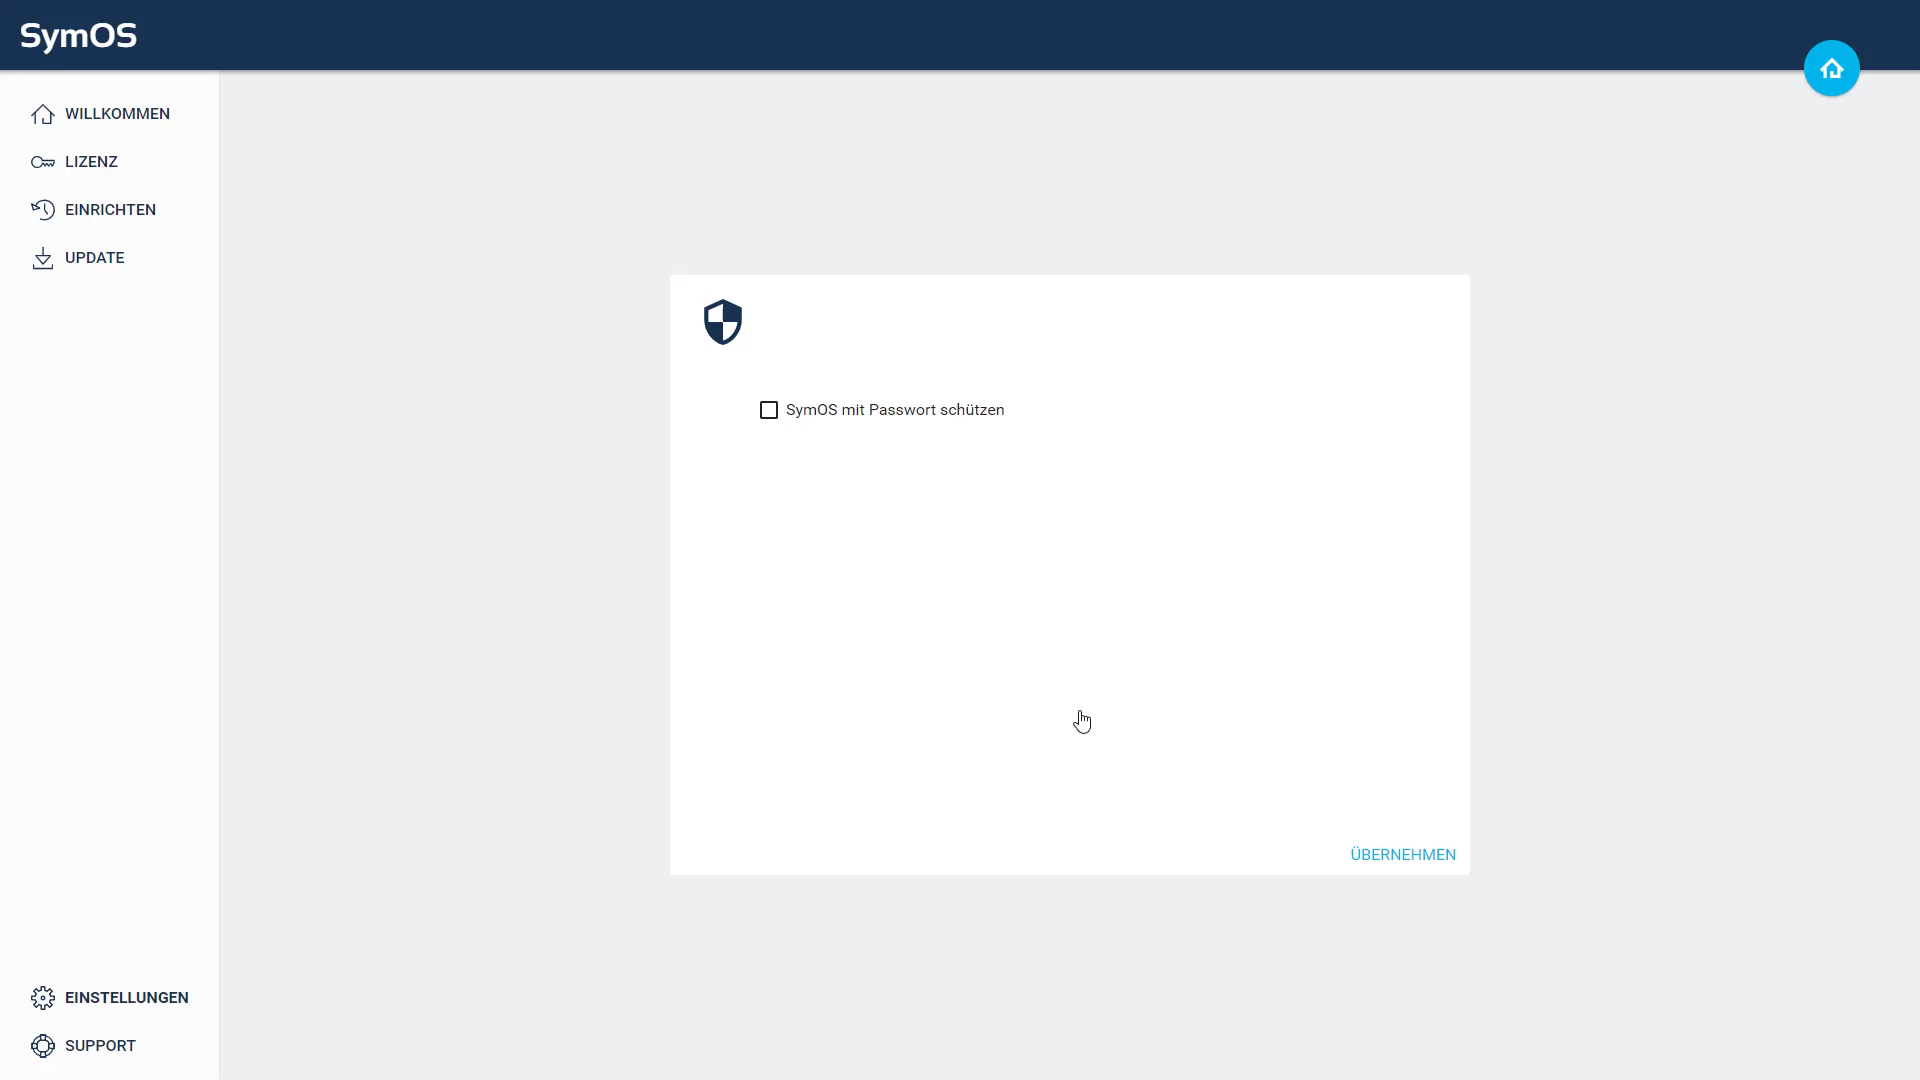 SymOS
WILLKOMMEN
LIZENZ
EINRICHTEN
UPDATE
SymOS mit Passwort schützen
ÜBERNEHMEN
EINSTELLUNGEN
SUPPORT